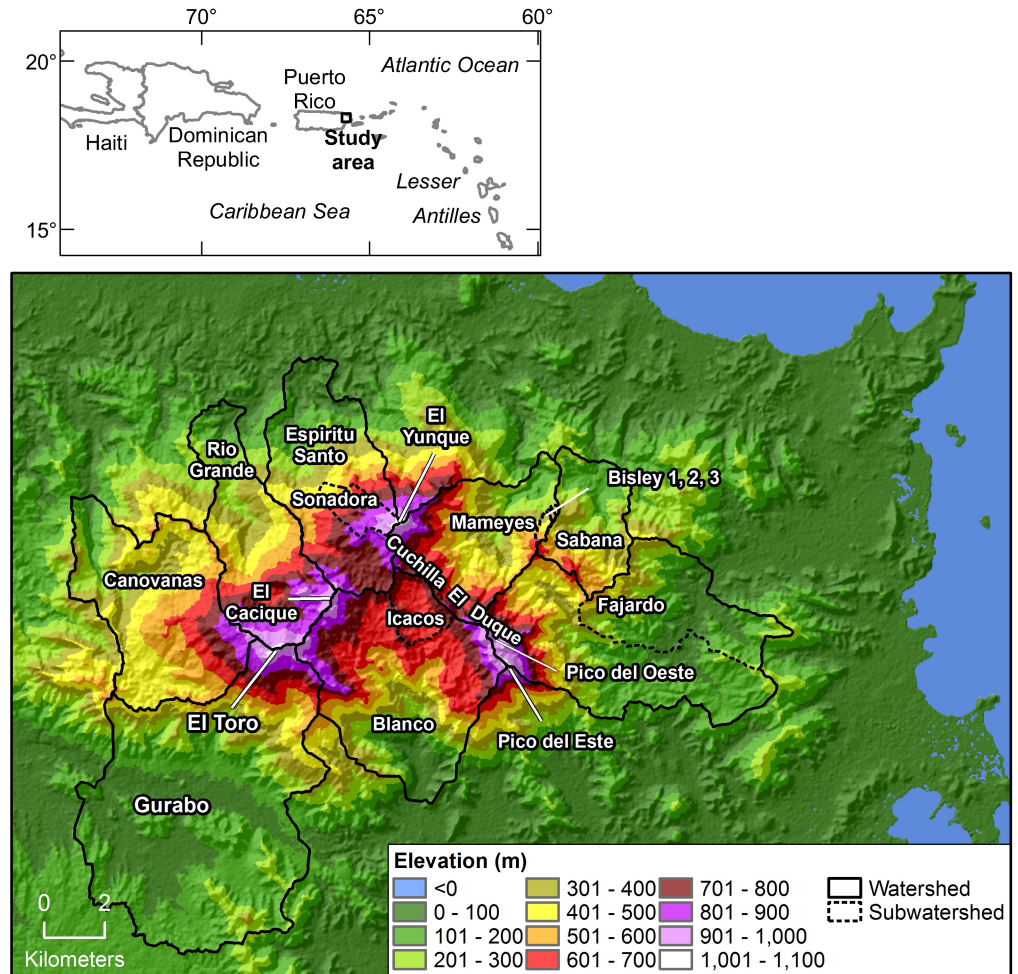 70° 65° 60°
20°
15°
Atlantic Ocean
Puerto
Rico
Haiti
Dominican
Republic
Study
area
Lesser
Antilles
Caribbean Sea
El
Yunque
Espiritu
Santo
Rio
Grande
Sonadora
Bisley 1, 2, 3
Mameyes
Sabana
Cuchilla El Duque
Canovanas
El
Cacique
Icacos
Fajardo
Pico del Oeste
El Toro
Blanco
Pico del Este
Gurabo
0 2
Kilometers
Elevation (m)
<0
0 - 100
101 - 200
201 - 300
301 - 400
401 - 500
501 - 600
601 - 700
701 - 800
801 - 900
901 - 1,000
1,001 - 1,100
Watershed
Subwatershed